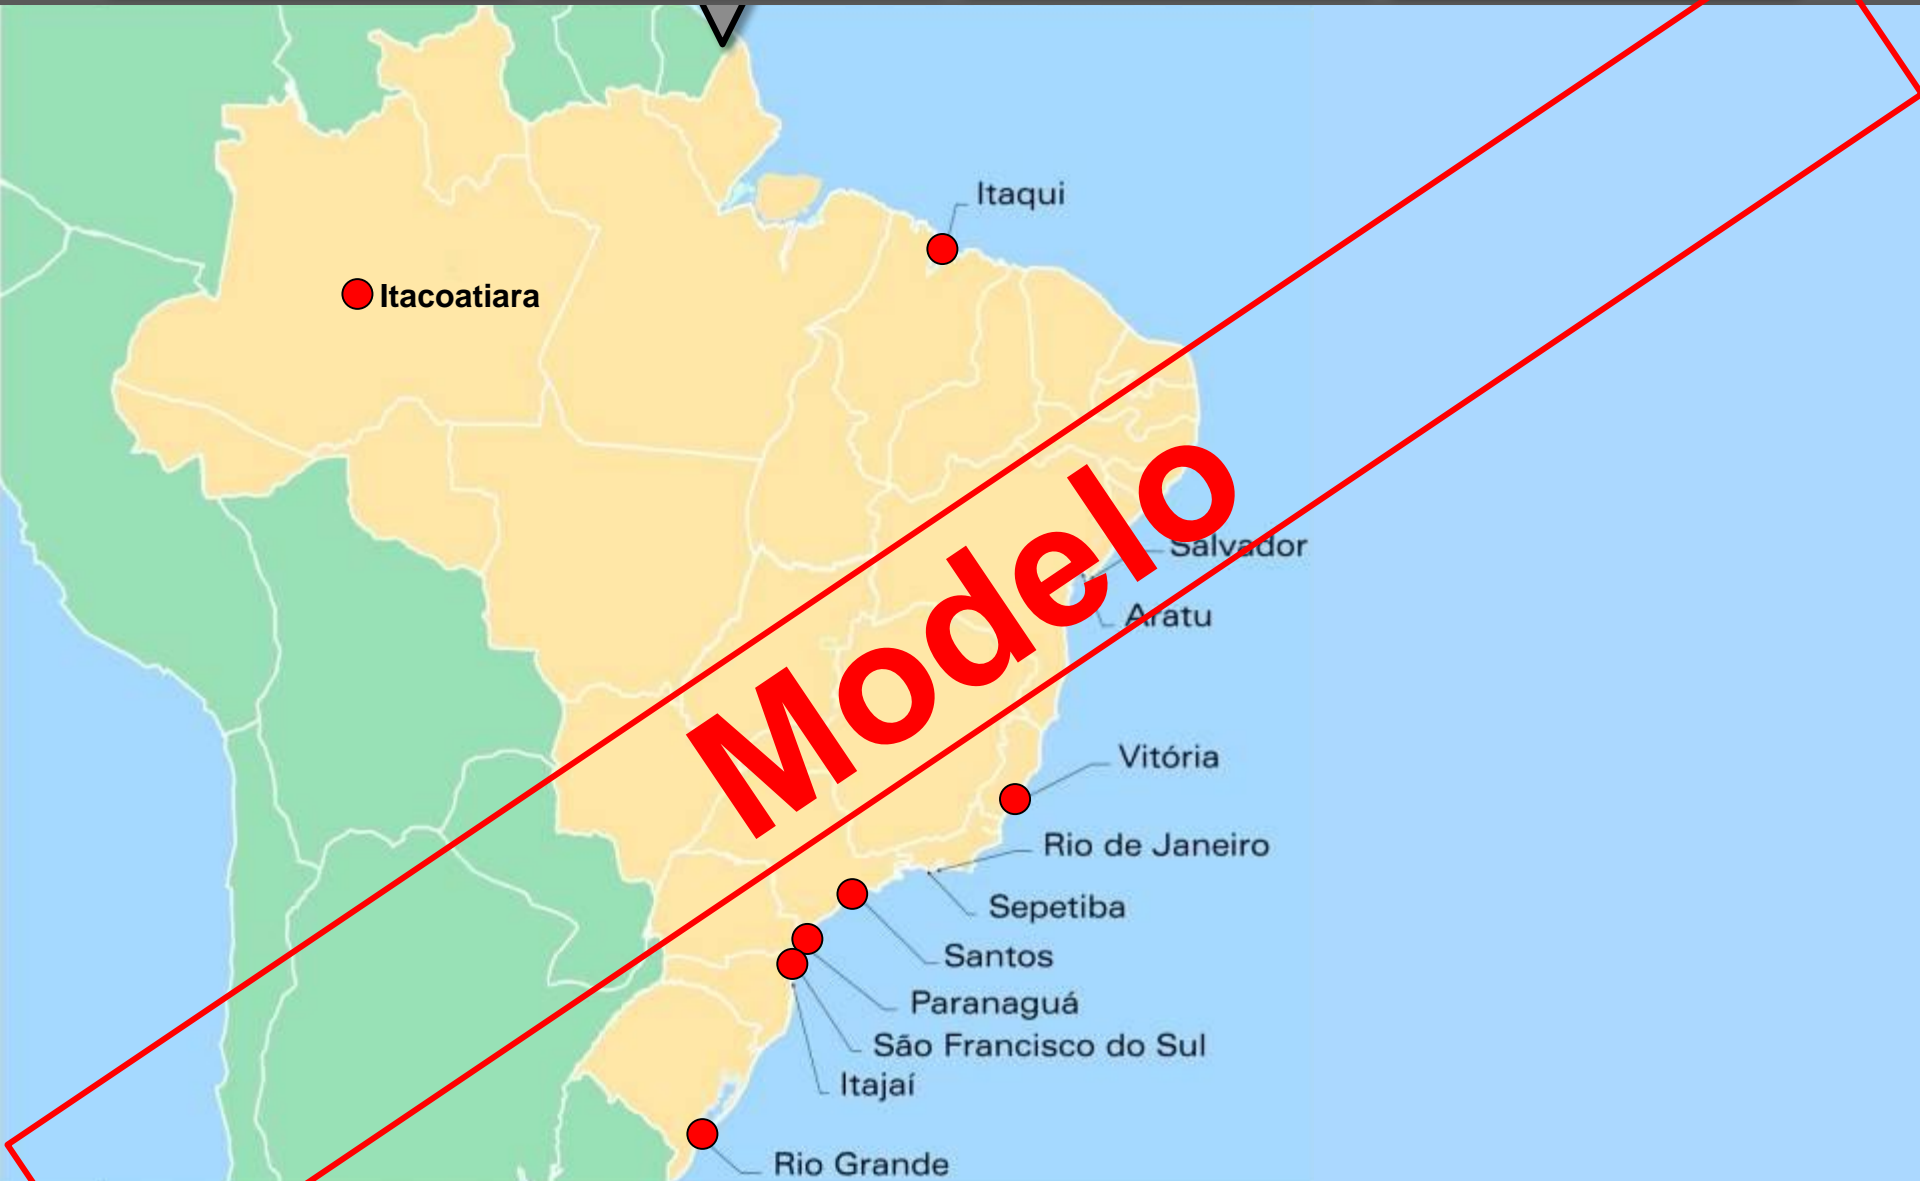 Itaqui
Itacoatiara
Modelo
Salvador
Aratu
Vitória
Rio de Janeiro
Sepetiba
Santos
Paranaguá
São Francisco do Sul
Itajaí
Rio Grande